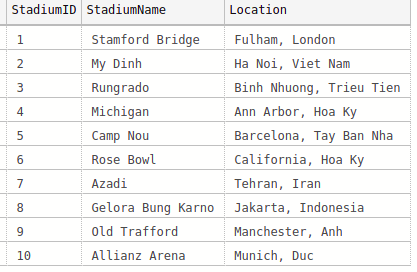 StadiumID StadiumName Location
1 Stamford Bridge Fulham, London
2 My Dinh Ha Noi, Viet Nam
3 Rungrado Binh Nhuong, Trieu Tien
4 Michigan Ann Arbor, Hoa Ky
5 Camp Nou Barcelona, Tay Ban Nha
6 Rose Bowl California, Hoa Ky
7 Azadi Tehran, Iran
8 Gelora Bung Karno Jakarta, Indonesia
9 Old Trafford Manchester, Anh
10 Allianz Arena Munich, Duc